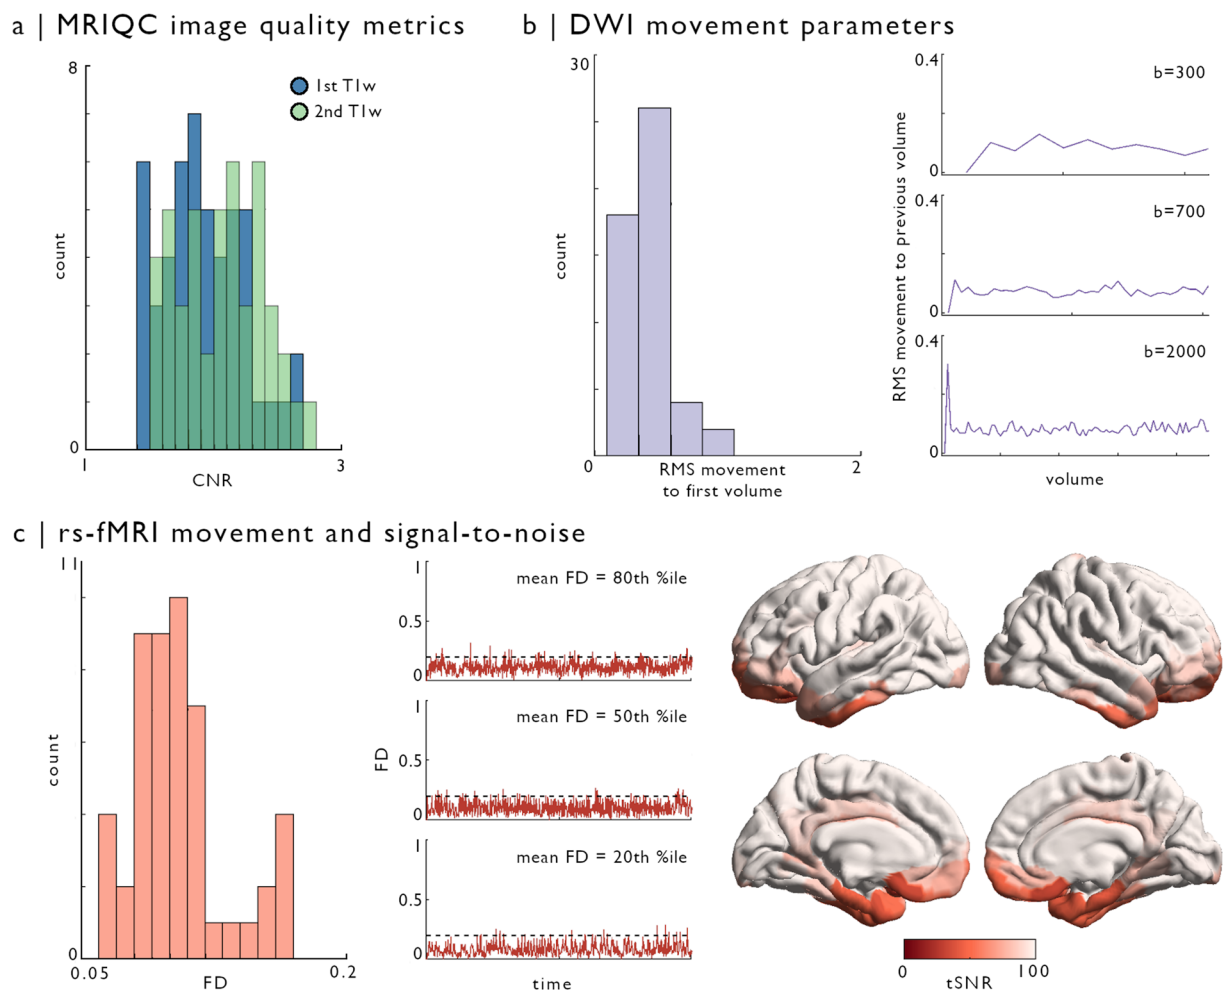 a | MRIQC image quality metrics
8
count
0
1
CNR
3
1st T1w
2nd T1w
b | DWI movement parameters
30
count
0
RMS movement
to first volume
2
RMS movement to previous volume
0.4
b=300
0
0.4
b=700
0
0.4
b=2000
0
volume
c | rs-fMRI movement and signal-to-noise
11
count
0
0.05
FD
0.2
FD
1
mean FD = 80th %ile
0.5
0
1
mean FD = 50th %ile
0.5
0
1
mean FD = 20th %ile
0.5
0
time
0
tSNR
100